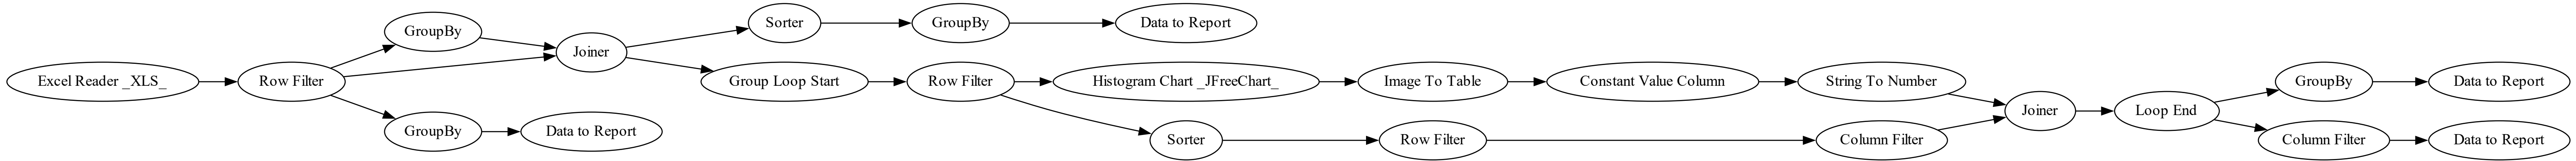 Excel Reader _XLS_
Row Filter
GroupBy
GroupBy
Data to Report
Joiner
Sorter
GroupBy
Data to Report
Group Loop Start
Row Filter
Histogram Chart _JFreeChart_
Image To Table
Constant Value Column
String To Number
Sorter
Row Filter
Column Filter
Joiner
Loop End
GroupBy
Data to Report
Column Filter
Data to Report